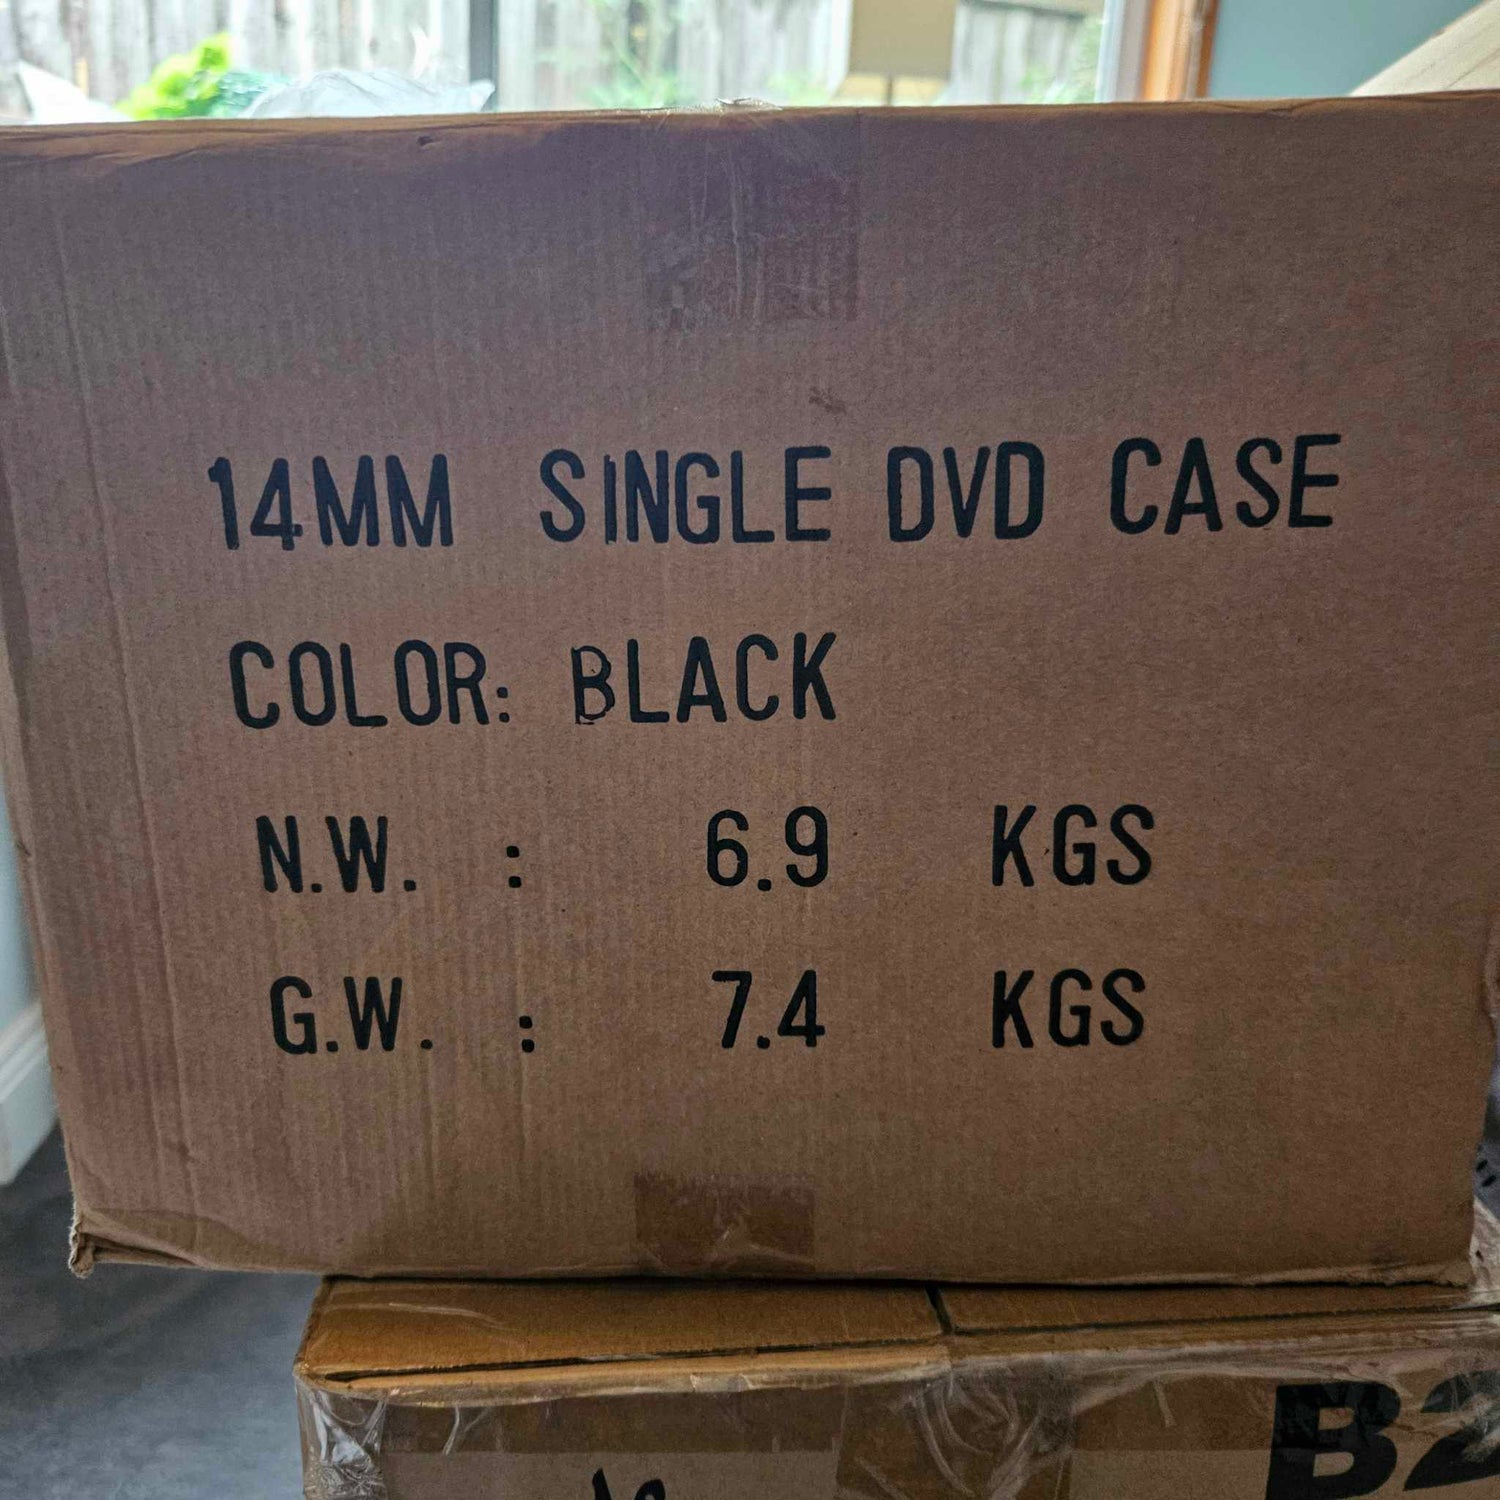 14MM SINGLE DVD CASE
COLOR: BLACK
N.W. : 6.9 KGS
G.W. : 7.4 KGS